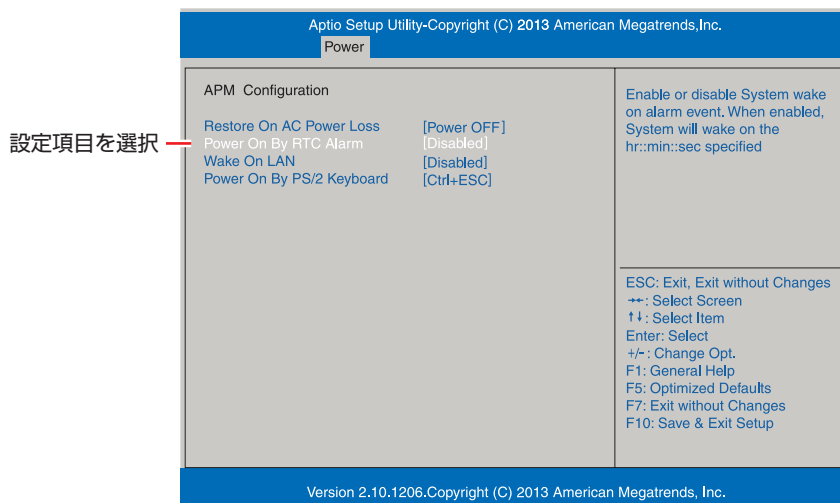 Aptio Setup Utility-Copyright (C) 2013 American Megatrends,Inc.
Power
設定項目を選択
APM Configuration
Restore On AC Power Loss [Power OFF]
Power On By RTC Alarm [Disabled]
Wake On LAN [Disabled]
Power On By PS/2 Keyboard [Ctrl+ESC]
Enable or disable System wake
on alarm event. When enabled,
System will wake on the
hr::min::sec specified
ESC: Exit, Exit without Changes
→←: Select Screen
↑↓: Select Item
Enter: Select
+/-: Change Opt.
F1: General Help
F5: Optimized Defaults
F7: Exit without Changes
F10: Save & Exit Setup
Version 2.10.1206.Copyright (C) 2013 American Megatrends, Inc.